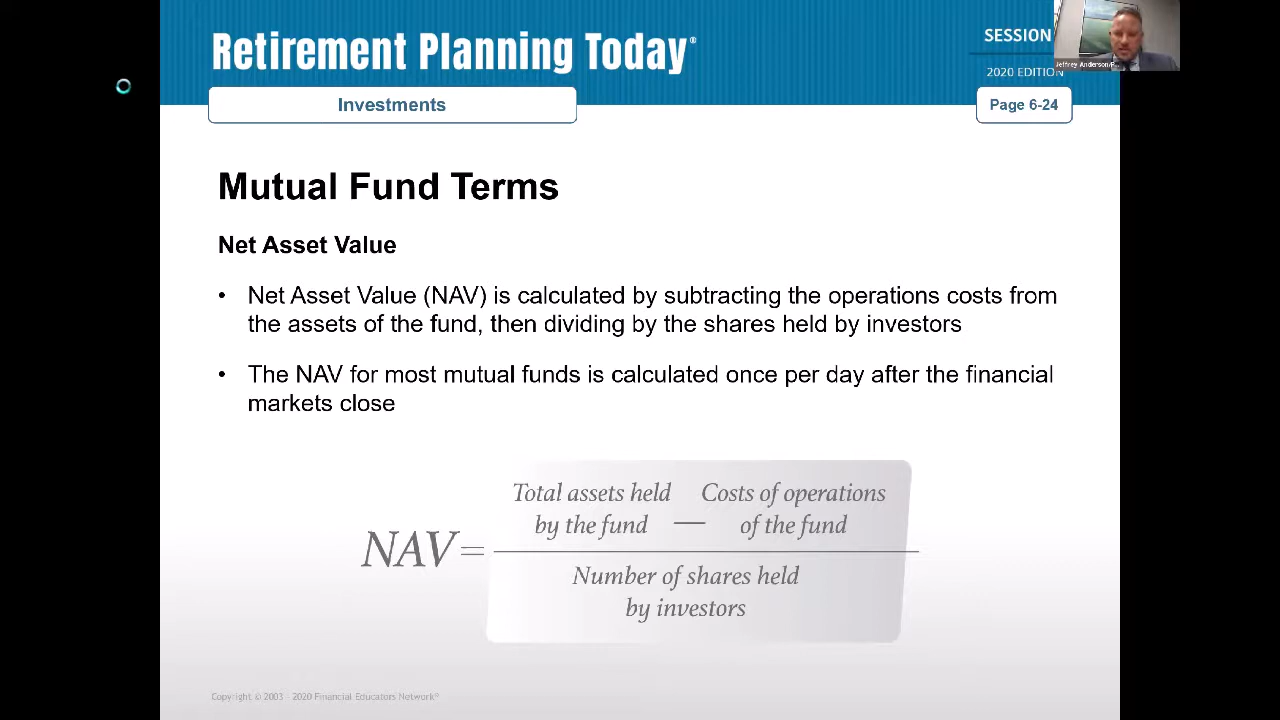 Retirement Planning Today®
SESSION
2020 EDITION
Jeffrey Anderson/
Investments
Page 6-24
Mutual Fund Terms
Net Asset Value
• Net Asset Value (NAV) is calculated by subtracting the operations costs from
the assets of the fund, then dividing by the shares held by investors
• The NAV for most mutual funds is calculated once per day after the financial
markets close
Total assets held — Costs of operations
by the fund of the fund
NAV=
Number of shares held
by investors
Copyright © 2003 - 2020 Financial Educators Network®